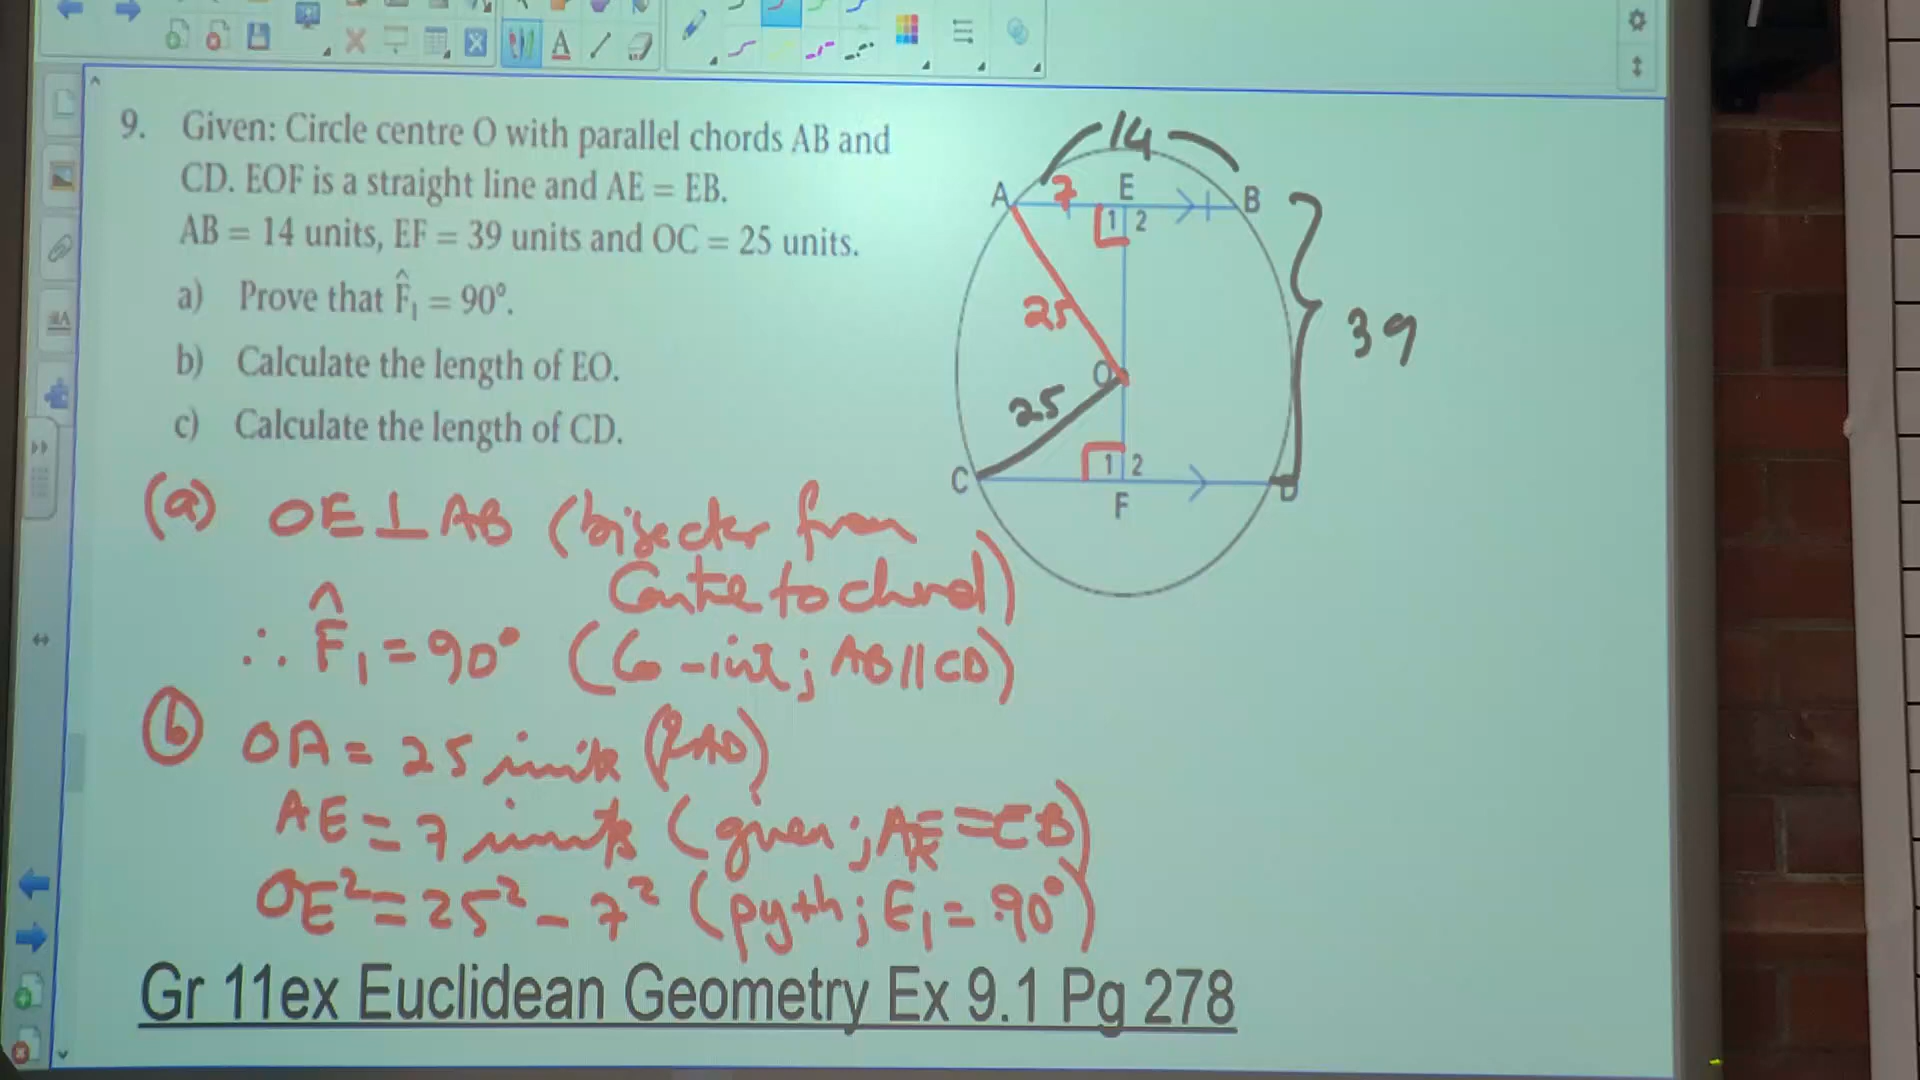 9. Given: Circle centre O with parallel chords AB and
CD. EOF is a straight line and AE = EB.
AB = 14 units, EF = 39 units and OC = 25 units.
a) Prove that F̂₁ = 90°.
b) Calculate the length of EO.
c) Calculate the length of CD.
14
A 7 E B
1 2
25
39
O
25
1 2
C F D
(a) OE ⊥ AB (bisector from
Centre to chord)
∴ F̂₁ = 90° (Co-int; AB // CD)
(b) OA = 25 units (RAD)
AE = 7 units (given; AE = EB)
OE² = 25² - 7² (pyth; E₁ = 90°)
Gr 11ex Euclidean Geometry Ex 9.1 Pg 278